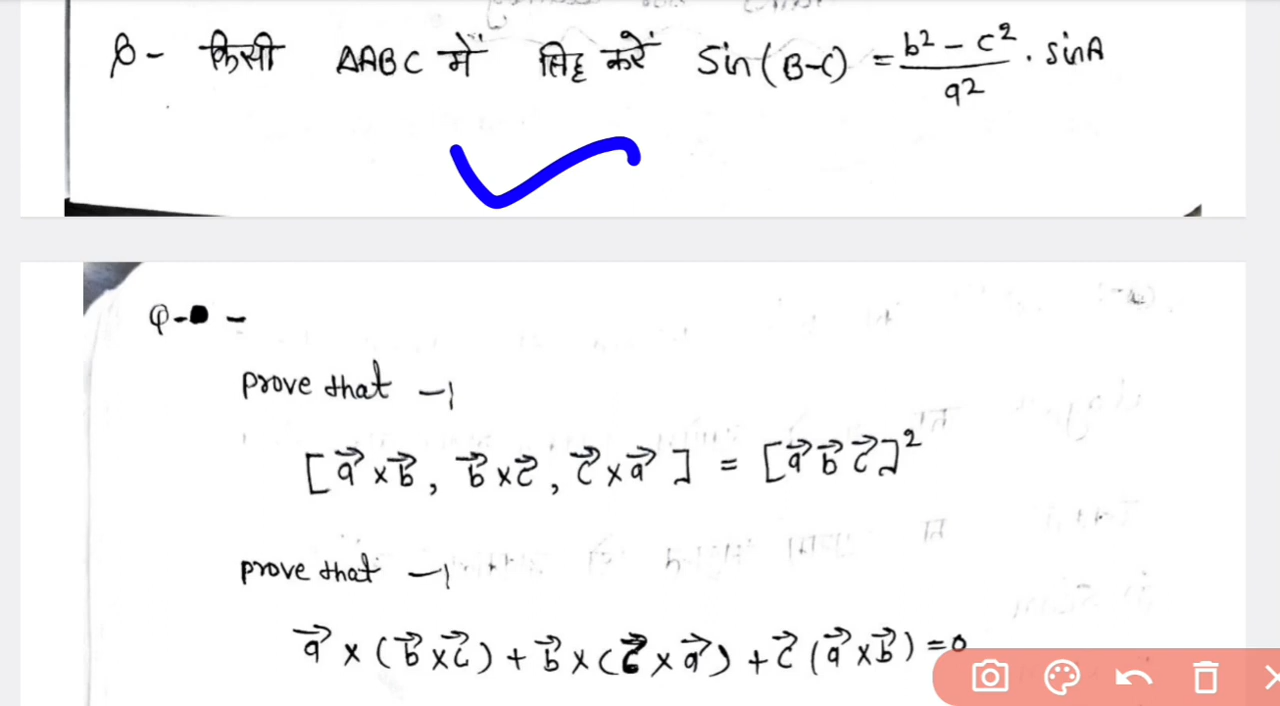 Q- किसी ΔABC में सिद्ध करें Sin(B-C) = b²-c²/a² . sinA
Q- -
prove that -
[a⃗×b⃗, b⃗×c⃗, c⃗×a⃗] = [a⃗ b⃗ c⃗]²
prove that -
a⃗ × (b⃗×c⃗) + b⃗×(c⃗×a⃗) + c⃗(a⃗×b⃗) = 0